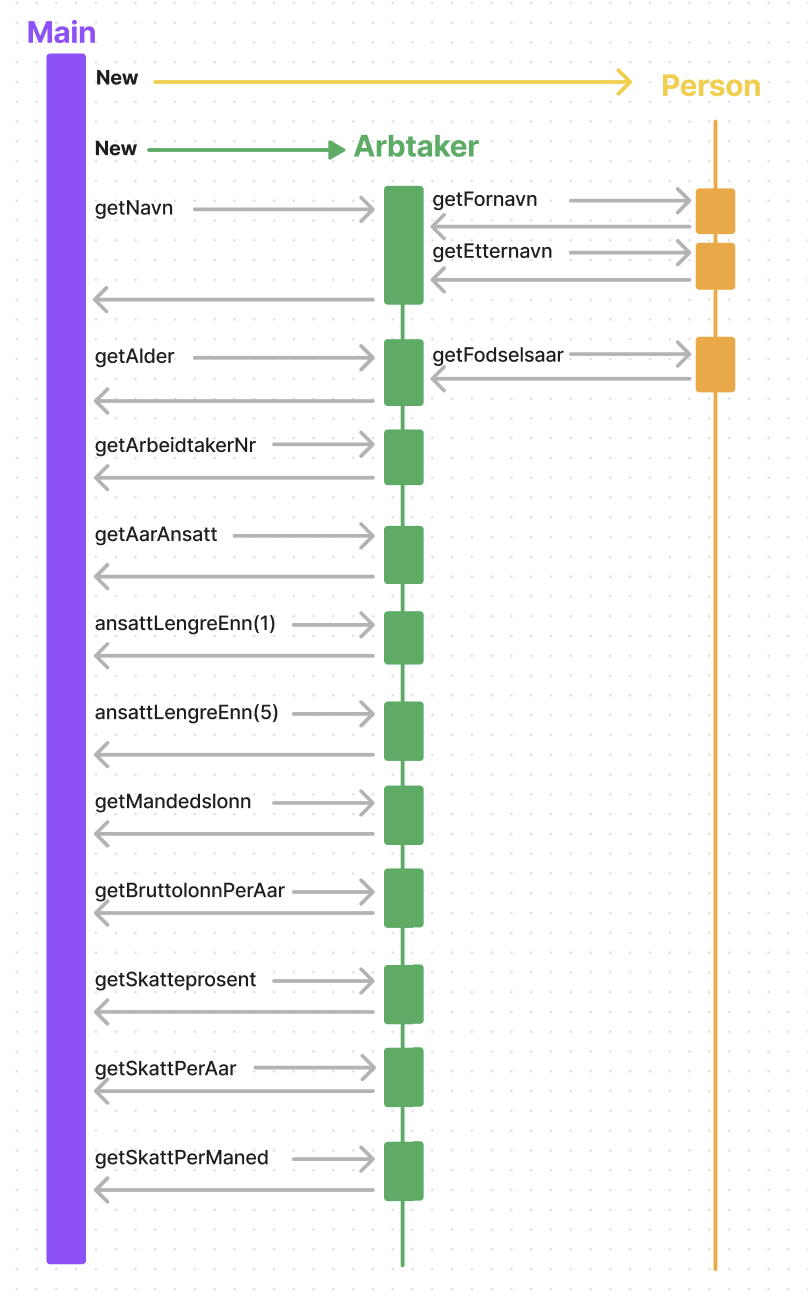 Main
New
Person
New
Arbtaker
getNavn
getFornavn
getEtternavn
getAlder
getFodselsaar
getArbeidtakerNr
getAarAnsatt
ansattLengreEnn(1)
ansattLengreEnn(5)
getMandedslonn
getBruttolonnPerAar
getSkatteprosent
getSkattPerAar
getSkattPerManed